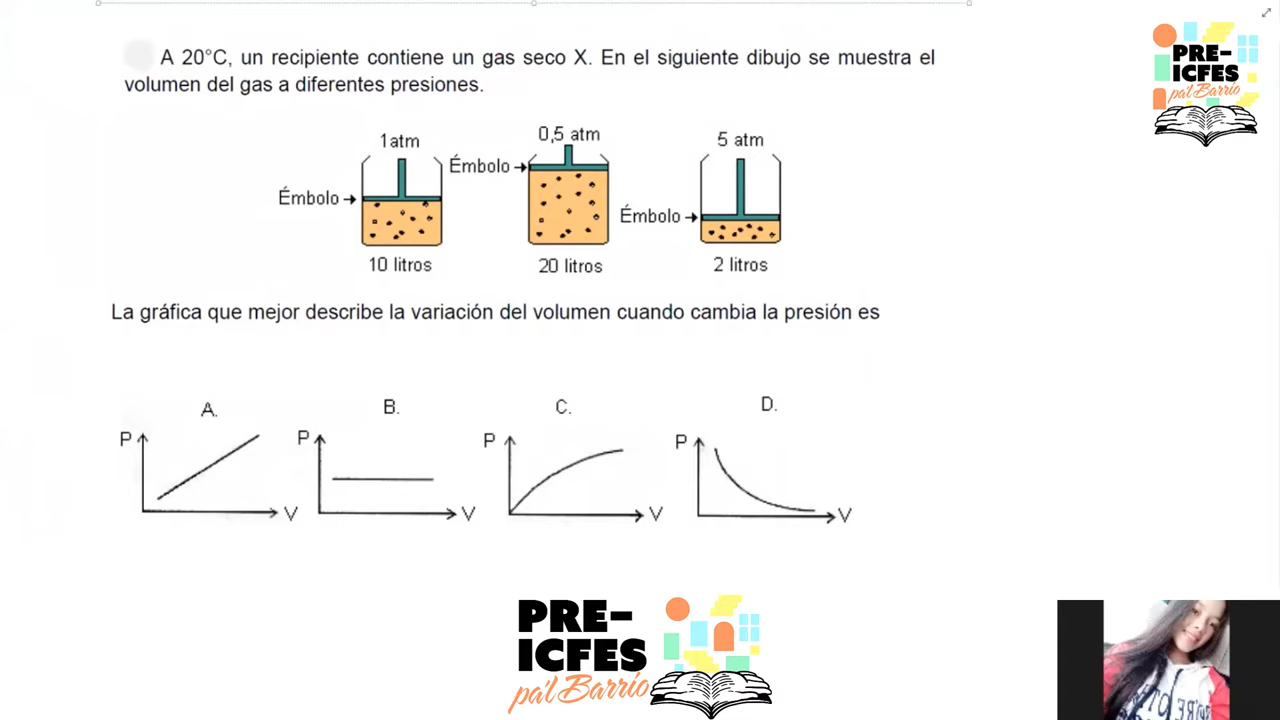 PRE-
ICFES
pa'l Barrio
A 20°C, un recipiente contiene un gas seco X. En el siguiente dibujo se muestra el
volumen del gas a diferentes presiones.
1atm
0,5 atm
5 atm
Émbolo
Émbolo
Émbolo
10 litros
20 litros
2 litros
La gráfica que mejor describe la variación del volumen cuando cambia la presión es
A.
B.
C.
D.
P
V
P
V
P
V
P
V
PRE-
ICFES
pa'l Barrio